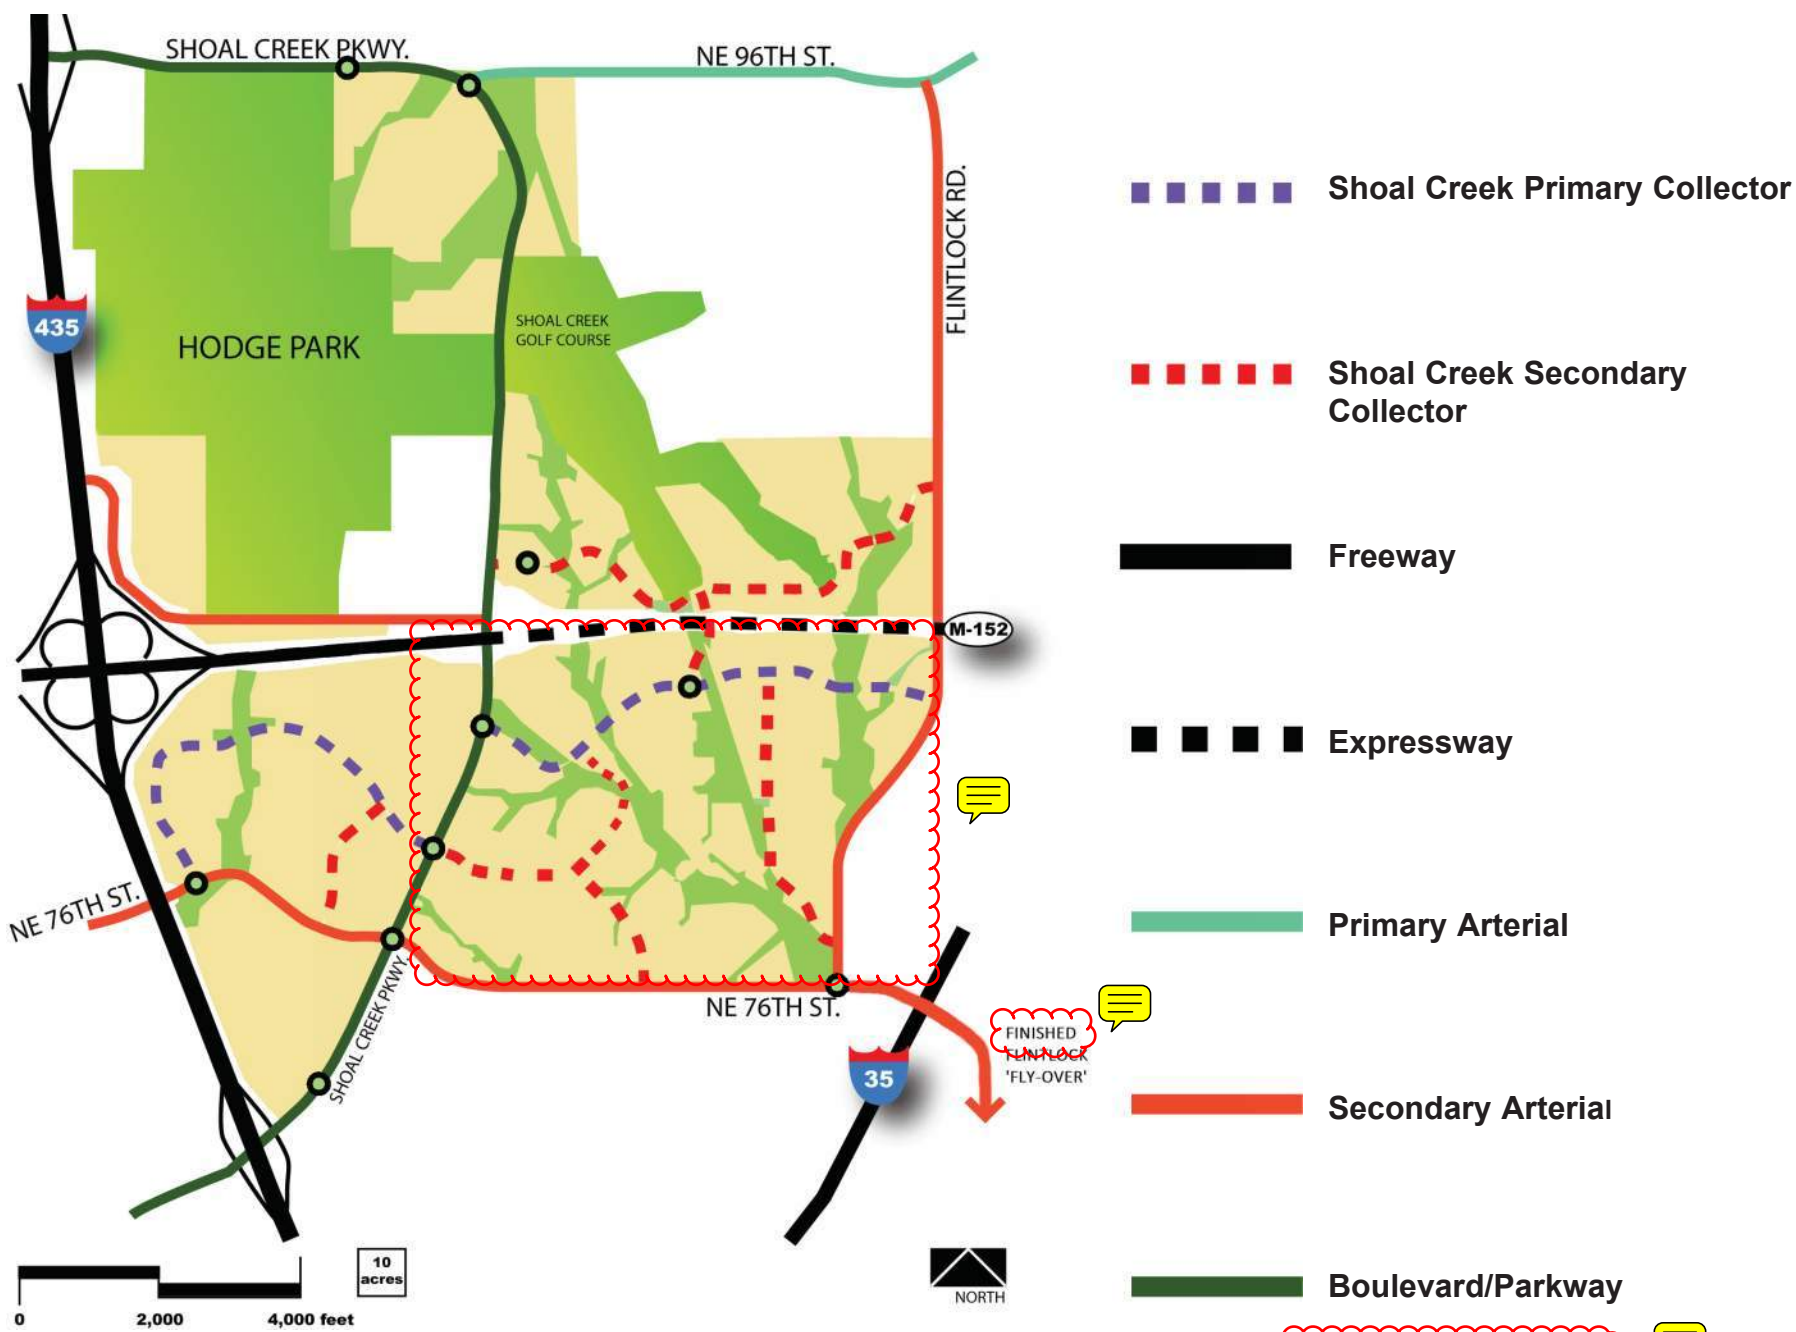 SHOAL CREEK PKWY.
NE 96TH ST.
FLINTLOCK RD.
435
HODGE PARK
SHOAL CREEK
GOLF COURSE
M-152
NE 76TH ST.
SHOAL CREEK PKWY.
NE 76TH ST.
FINISHED
FLINTLOCK
'FLY-OVER'
35
10
acres
0
2,000
4,000 feet
NORTH
Shoal Creek Primary Collector
Shoal Creek Secondary
Collector
Freeway
Expressway
Primary Arterial
Secondary Arterial
Boulevard/Parkway